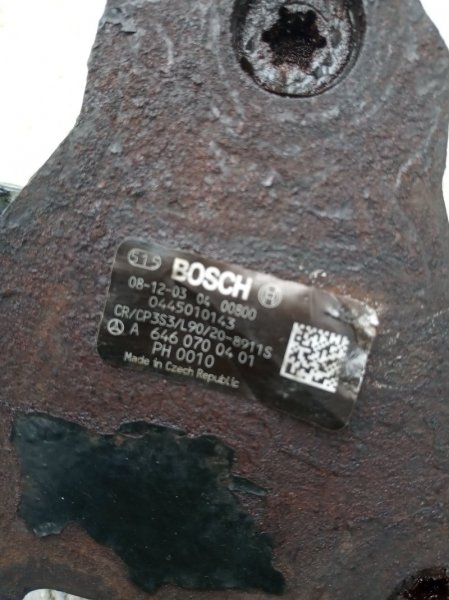 615 BOSCH
08-12-03 04 00800
0445010143
CR/CP3S3/L90/20-8911S
A 646 070 04 01
PH 0010
Made in Czech Republic